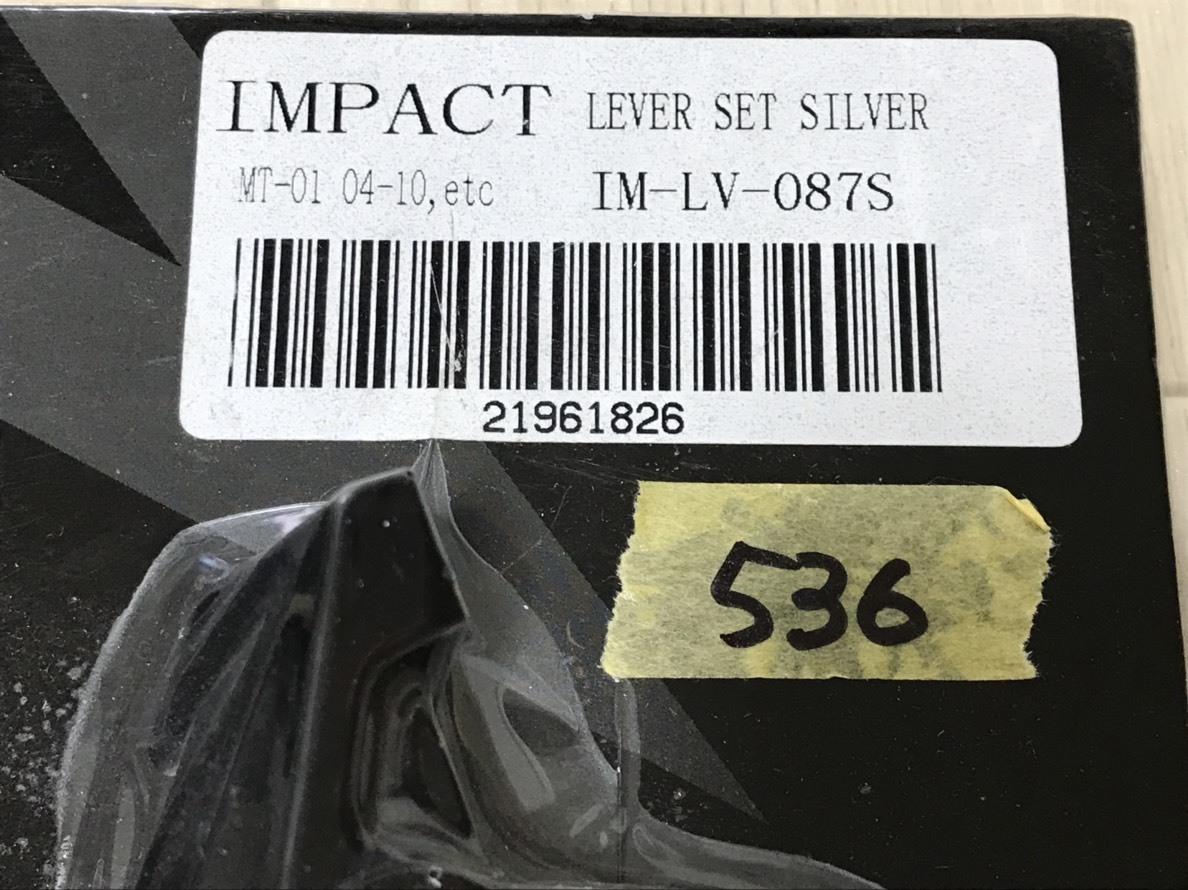 IMPACT LEVER SET SILVER
MT-01 04-10,etc IM-LV-087S
21961826
536